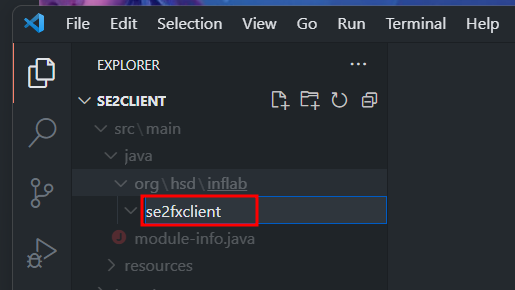 File Edit Selection View Go Run Terminal Help
EXPLORER
SE2CLIENT
src\main
java
org\hsd\inflab
se2fxclient
J module-info.java
resources